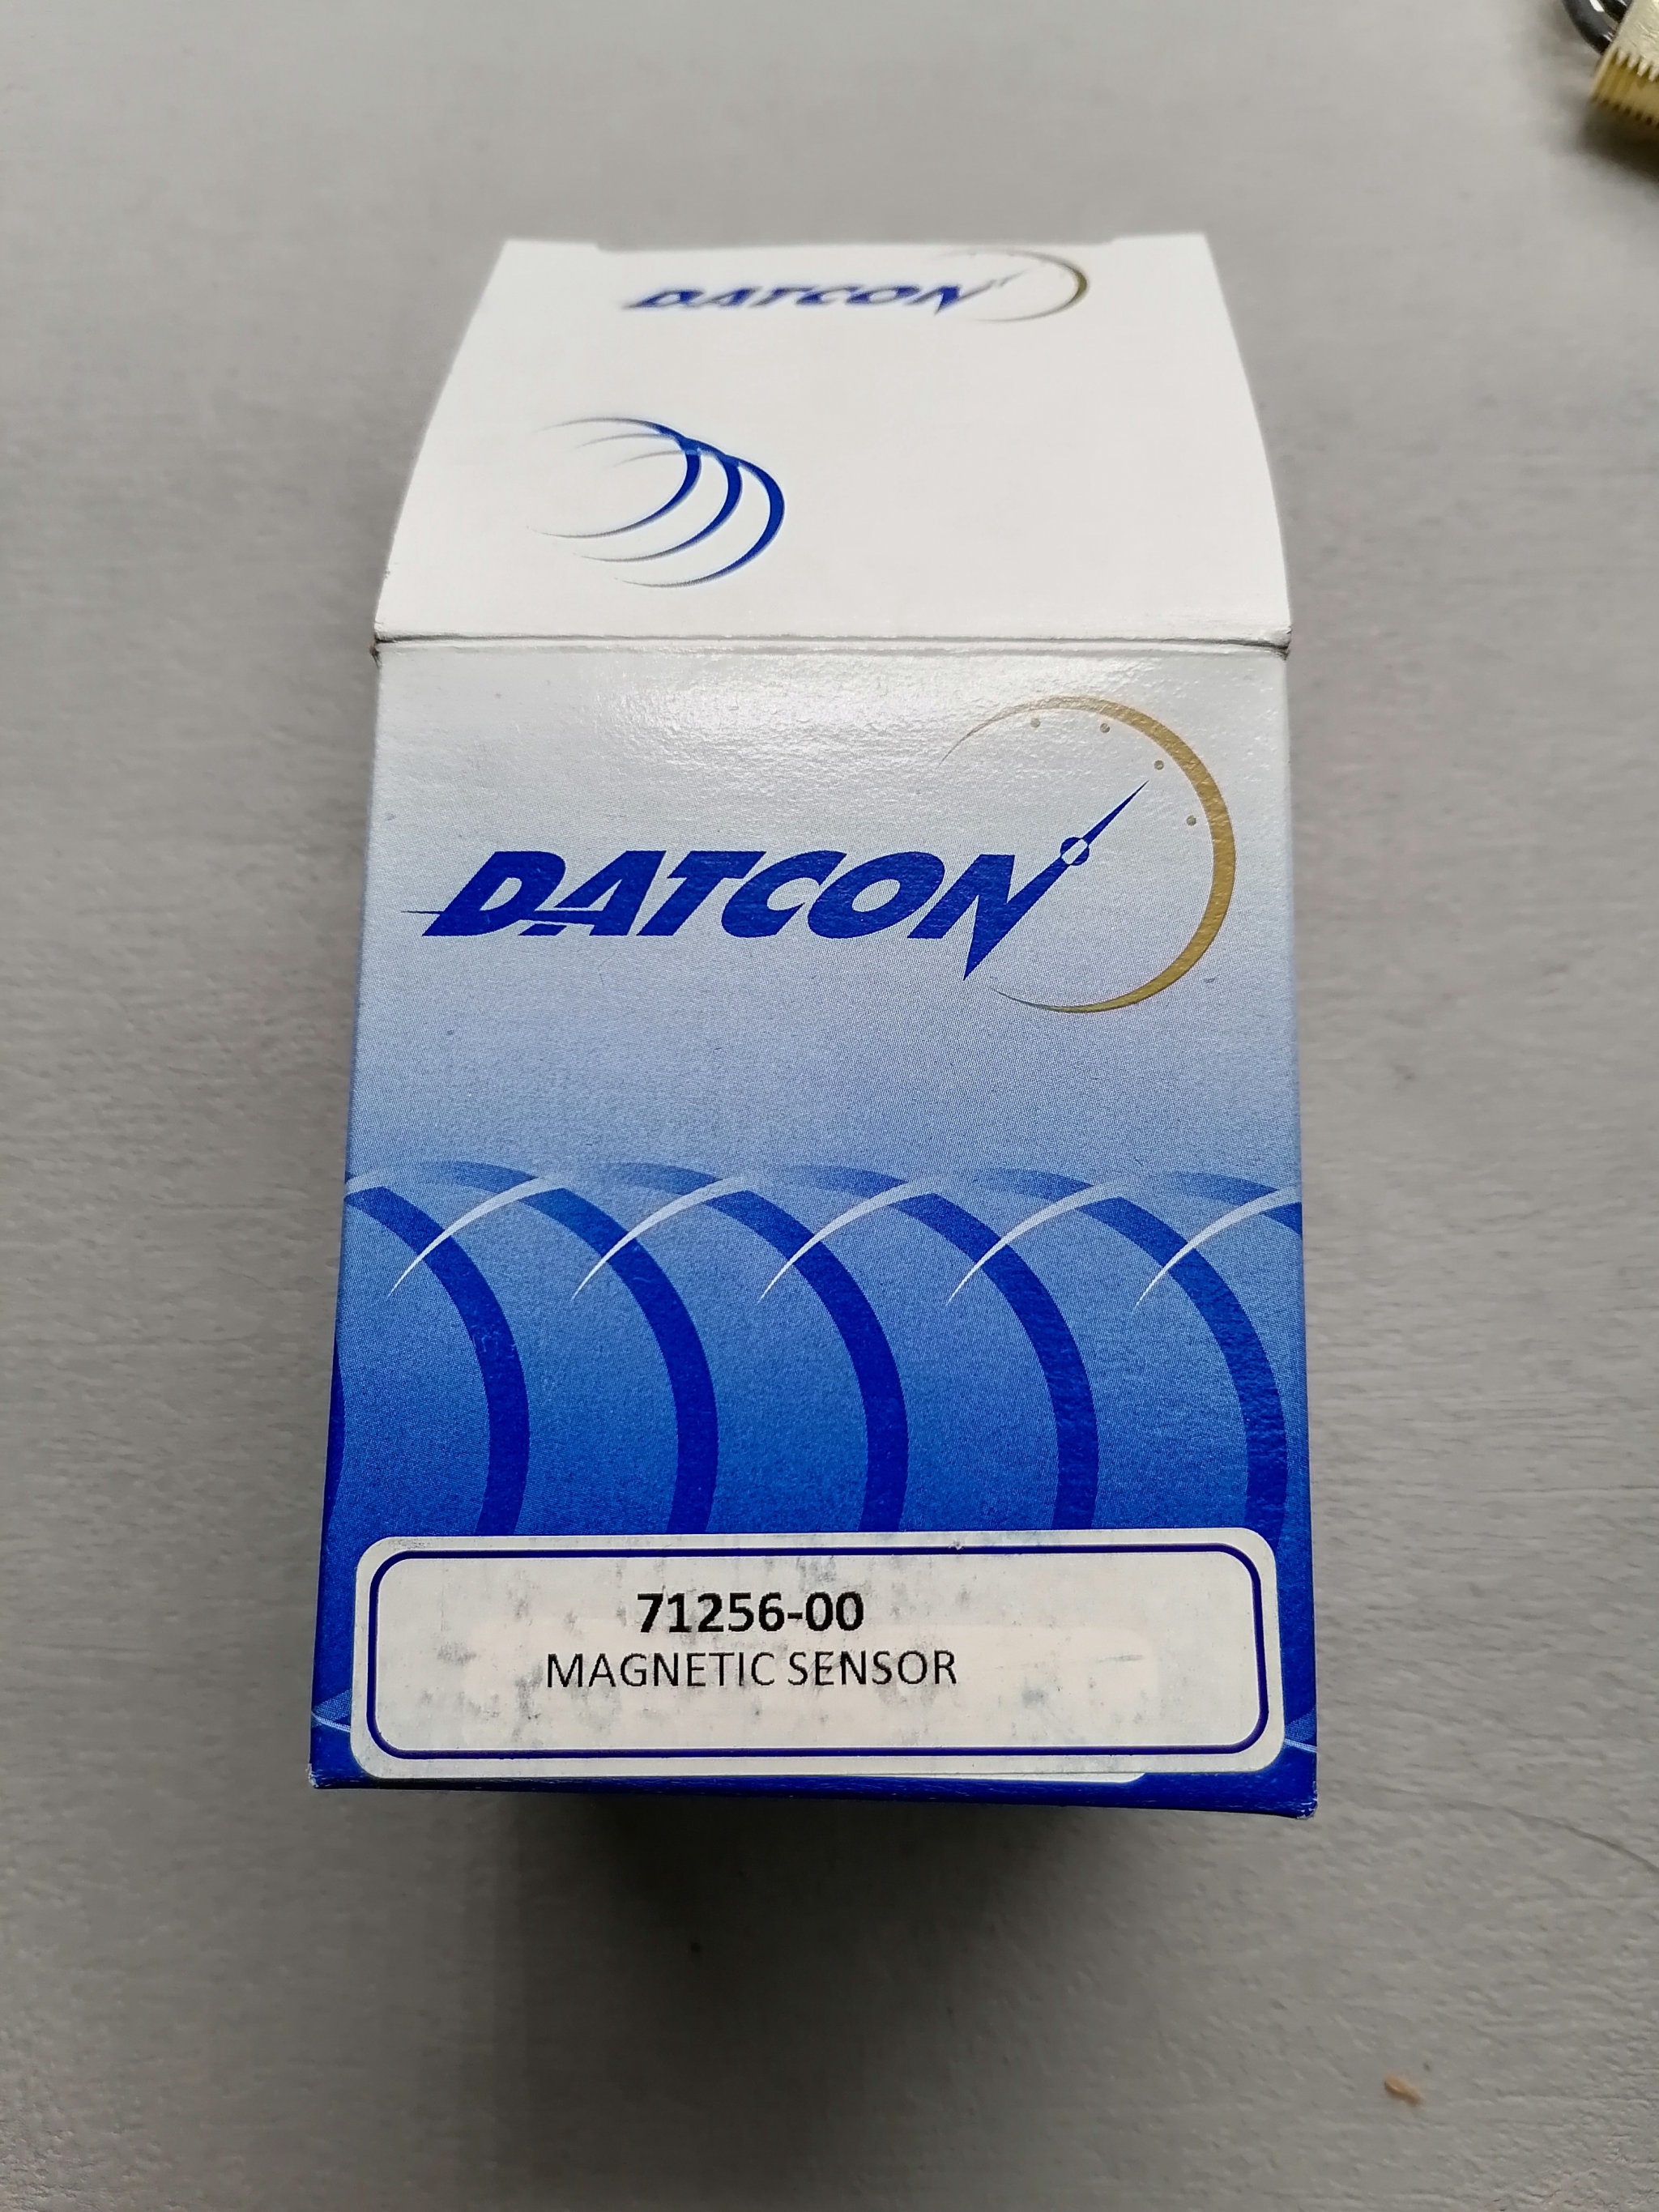 DATCON
DATCON
71256-00
MAGNETIC SENSOR